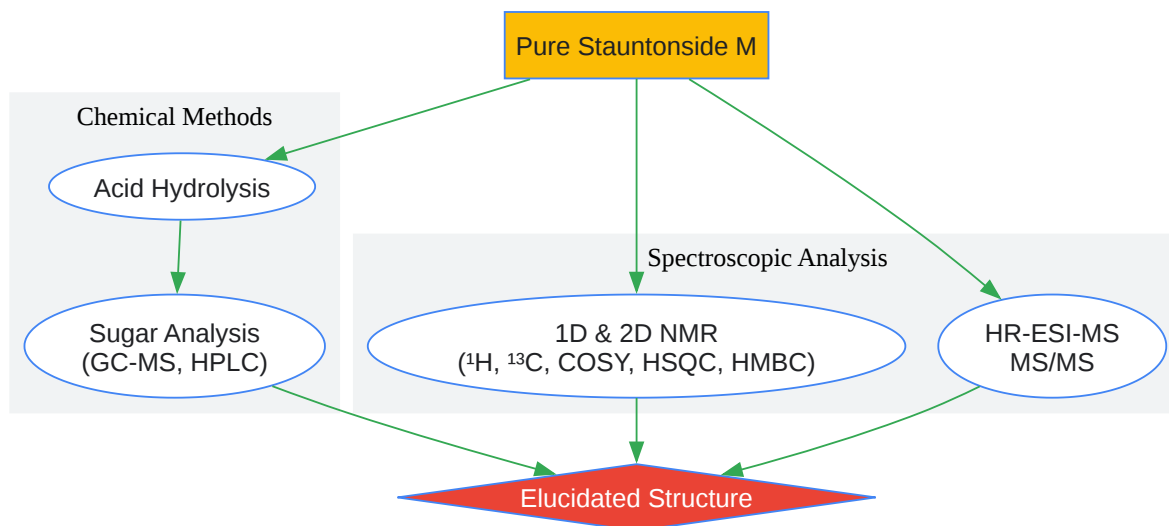 Pure Stauntonside M
Chemical Methods
Acid Hydrolysis
Spectroscopic Analysis
Sugar Analysis
(GC-MS, HPLC)
1D & 2D NMR
(¹H, ¹³C, COSY, HSQC, HMBC)
HR-ESI-MS
MS/MS
Elucidated Structure